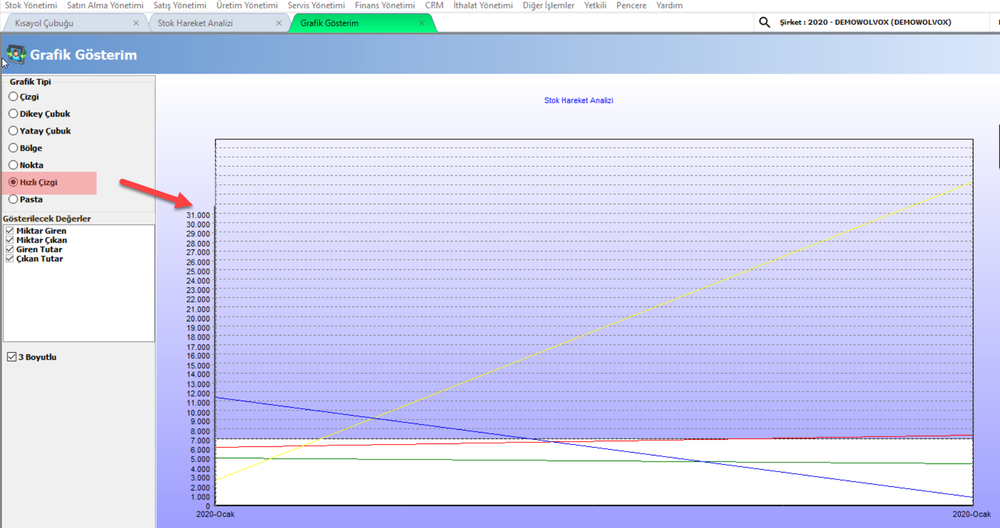 Stok Yönetimi Satın Alma Yönetimi Satış Yönetimi Üretim Yönetimi Servis Yönetimi Finans Yönetimi CRM İthalat Yönetimi Diğer İşlemler Yetkili Pencere Yardım
Kısayol Çubuğu
Stok Hareket Analizi
Grafik Gösterim
Şirket : 2020 - DEMOWOLVOX (DEMOWOLVOX)
Grafik Gösterim
Grafik Tipi
Çizgi
Dikey Çubuk
Yatay Çubuk
Bölge
Nokta
Hızlı Çizgi
Pasta
Gösterilecek Değerler
Miktar Giren
Miktar Çıkan
Giren Tutar
Çıkan Tutar
3 Boyutlu
Stok Hareket Analizi
31.000
30.000
29.000
28.000
27.000
26.000
25.000
24.000
23.000
22.000
21.000
20.000
19.000
18.000
17.000
16.000
15.000
14.000
13.000
12.000
11.000
10.000
9.000
8.000
7.000
6.000
5.000
4.000
3.000
2.000
1.000
0
2020-Ocak 2020-Ocak